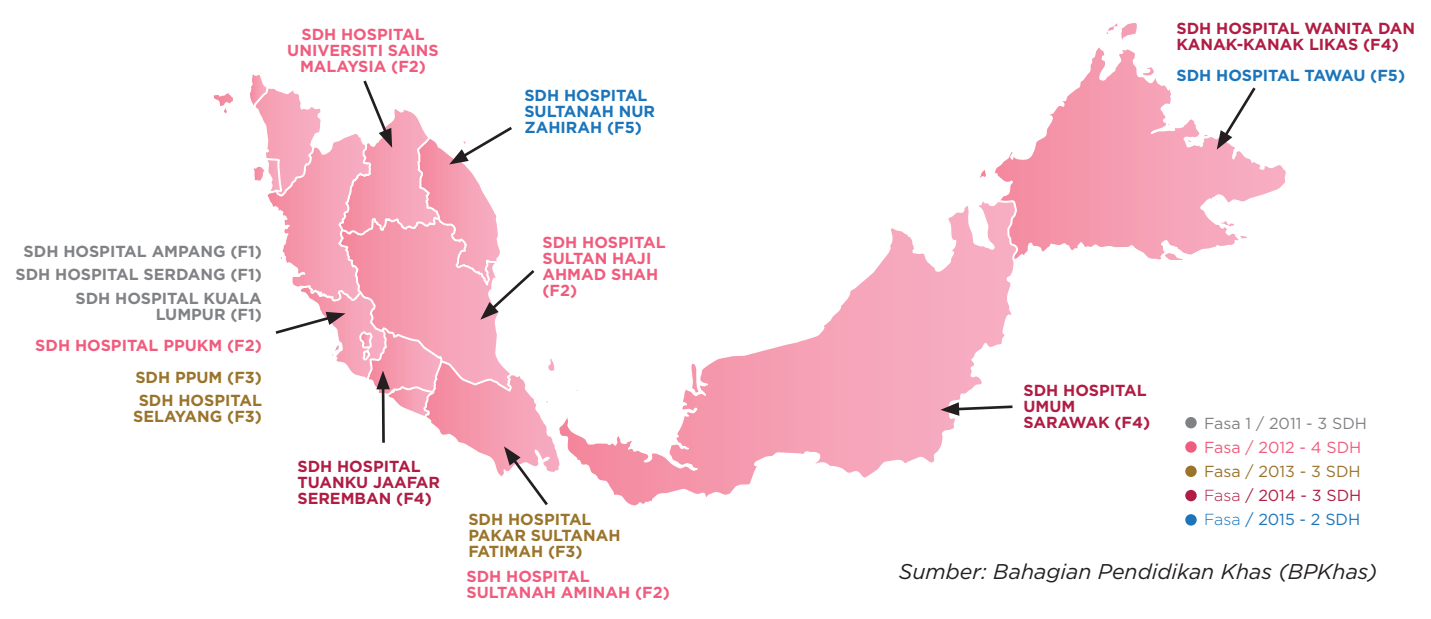 SDH HOSPITAL
UNIVERSITI SAINS
MALAYSIA (F2)
SDH HOSPITAL
SULTANAH NUR
ZAHIRAH (F5)
SDH HOSPITAL WANITA DAN
KANAK-KANAK LIKAS (F4)
SDH HOSPITAL TAWAU (F5)
SDH HOSPITAL AMPANG (F1)
SDH HOSPITAL SERDANG (F1)
SDH HOSPITAL KUALA
LUMPUR (F1)
SDH HOSPITAL PPUKM (F2)
SDH PPUM (F3)
SDH HOSPITAL
SELAYANG (F3)
SDH HOSPITAL
SULTAN HAJI
AHMAD SHAH
(F2)
SDH HOSPITAL
TUANKU JAAFAR
SEREMBAN (F4)
SDH HOSPITAL
PAKAR SULTANAH
FATIMAH (F3)
SDH HOSPITAL
SULTANAH AMINAH (F2)
SDH HOSPITAL
UMUM
SARAWAK (F4)
Fasa 1 / 2011 - 3 SDH
Fasa / 2012 - 4 SDH
Fasa / 2013 - 3 SDH
Fasa / 2014 - 3 SDH
Fasa / 2015 - 2 SDH
Sumber: Bahagian Pendidikan Khas (BPKhas)